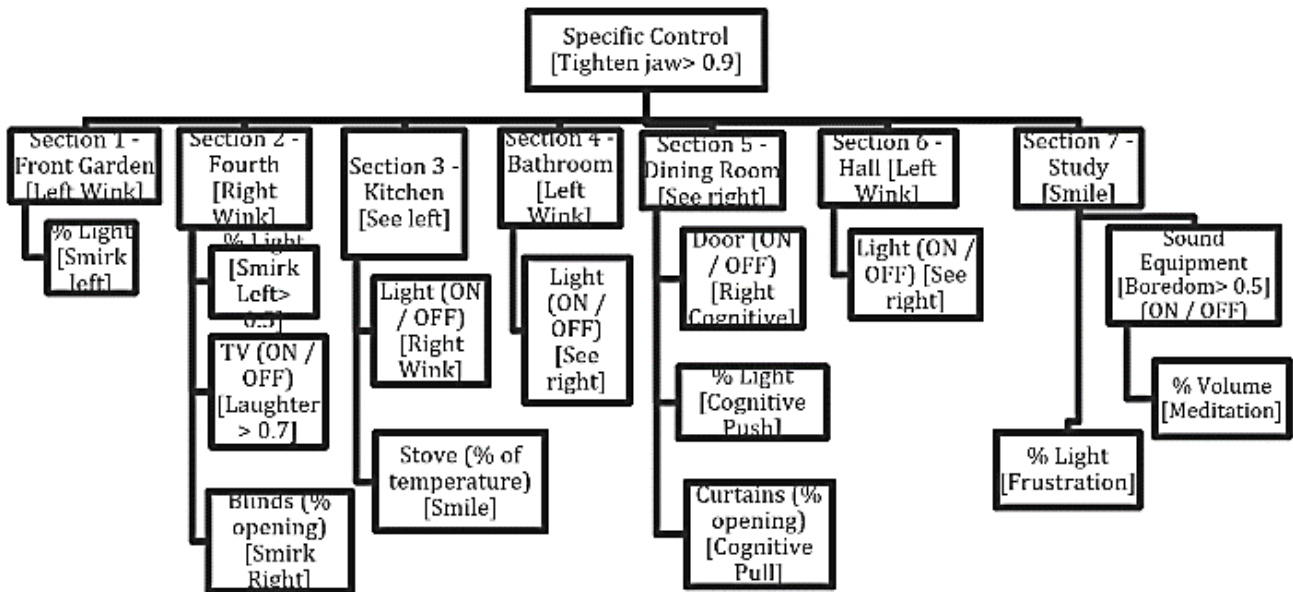 Specific Control
[Tighten jaw> 0.9]
Section 1 -
Front Garden
[Left Wink]
% Light
[Smirk
left]
Section 2 -
Fourth
[Right
Wink]
% Light
[Smirk
Left>
0.5]
TV (ON /
OFF)
[Laughter
> 0.7]
Blinds (%
opening)
[Smirk
Right]
Section 3 -
Kitchen
[See left]
Light (ON
/ OFF)
[Right
Wink]
Stove (% of
temperature)
[Smile]
Section 4 -
Bathroom
[Left
Wink]
Light
(ON /
OFF)
[See
right]
Section 5 -
Dining Room
[See right]
Door (ON
/ OFF)
[Right
Cognitive]
% Light
[Cognitive
Push]
Curtains (%
opening)
[Cognitive
Pull]
Section 6 -
Hall [Left
Wink]
Light (ON /
OFF) [See
right]
Section 7 -
Study
[Smile]
Sound
Equipment
[Boredom> 0.5]
(ON / OFF)
% Volume
[Meditation]
% Light
[Frustration]